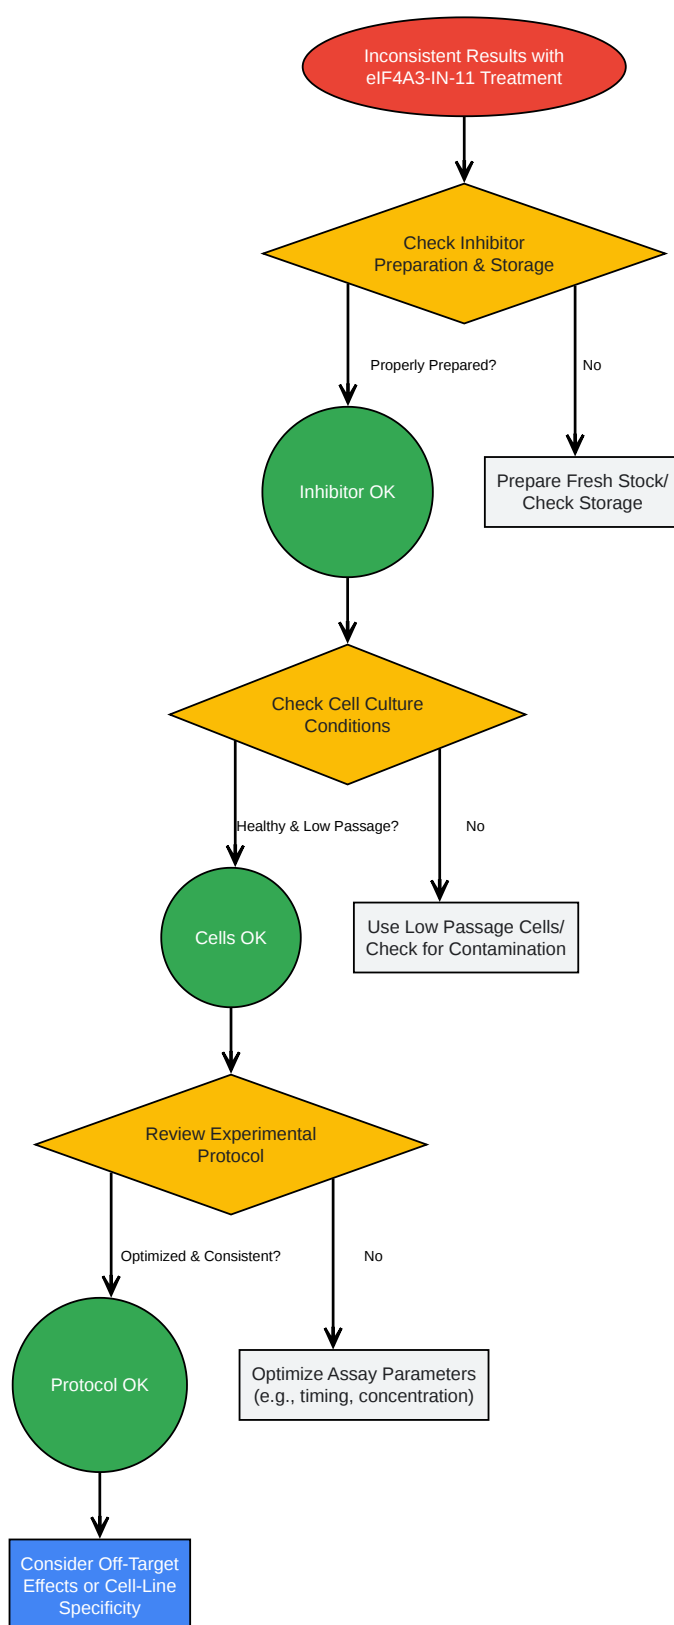 Inconsistent Results with
eIF4A3-IN-11 Treatment
Check Inhibitor
Preparation & Storage
Properly Prepared?
No
Inhibitor OK
Prepare Fresh Stock/
Check Storage
Check Cell Culture
Conditions
Healthy & Low Passage?
No
Cells OK
Use Low Passage Cells/
Check for Contamination
Review Experimental
Protocol
Optimized & Consistent?
No
Protocol OK
Optimize Assay Parameters
(e.g., timing, concentration)
Consider Off-Target
Effects or Cell-Line
Specificity